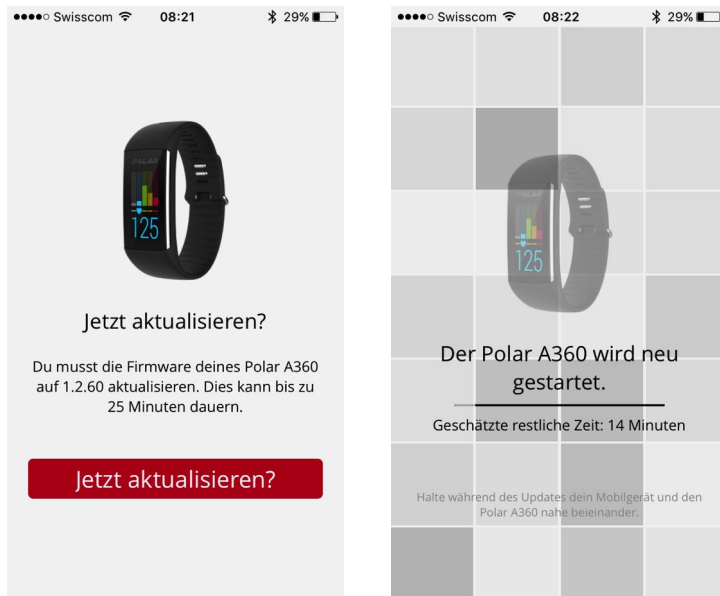 Swisscom 08:21 29%
POLAR
125
Jetzt aktualisieren?
Du musst die Firmware deines Polar A360
auf 1.2.60 aktualisieren. Dies kann bis zu
25 Minuten dauern.
Jetzt aktualisieren?
Swisscom 08:22 29%
125
Der Polar A360 wird neu
gestartet.
Geschätzte restliche Zeit: 14 Minuten
Halte während des Updates dein Mobilgerät und den
Polar A360 nahe beieinander.